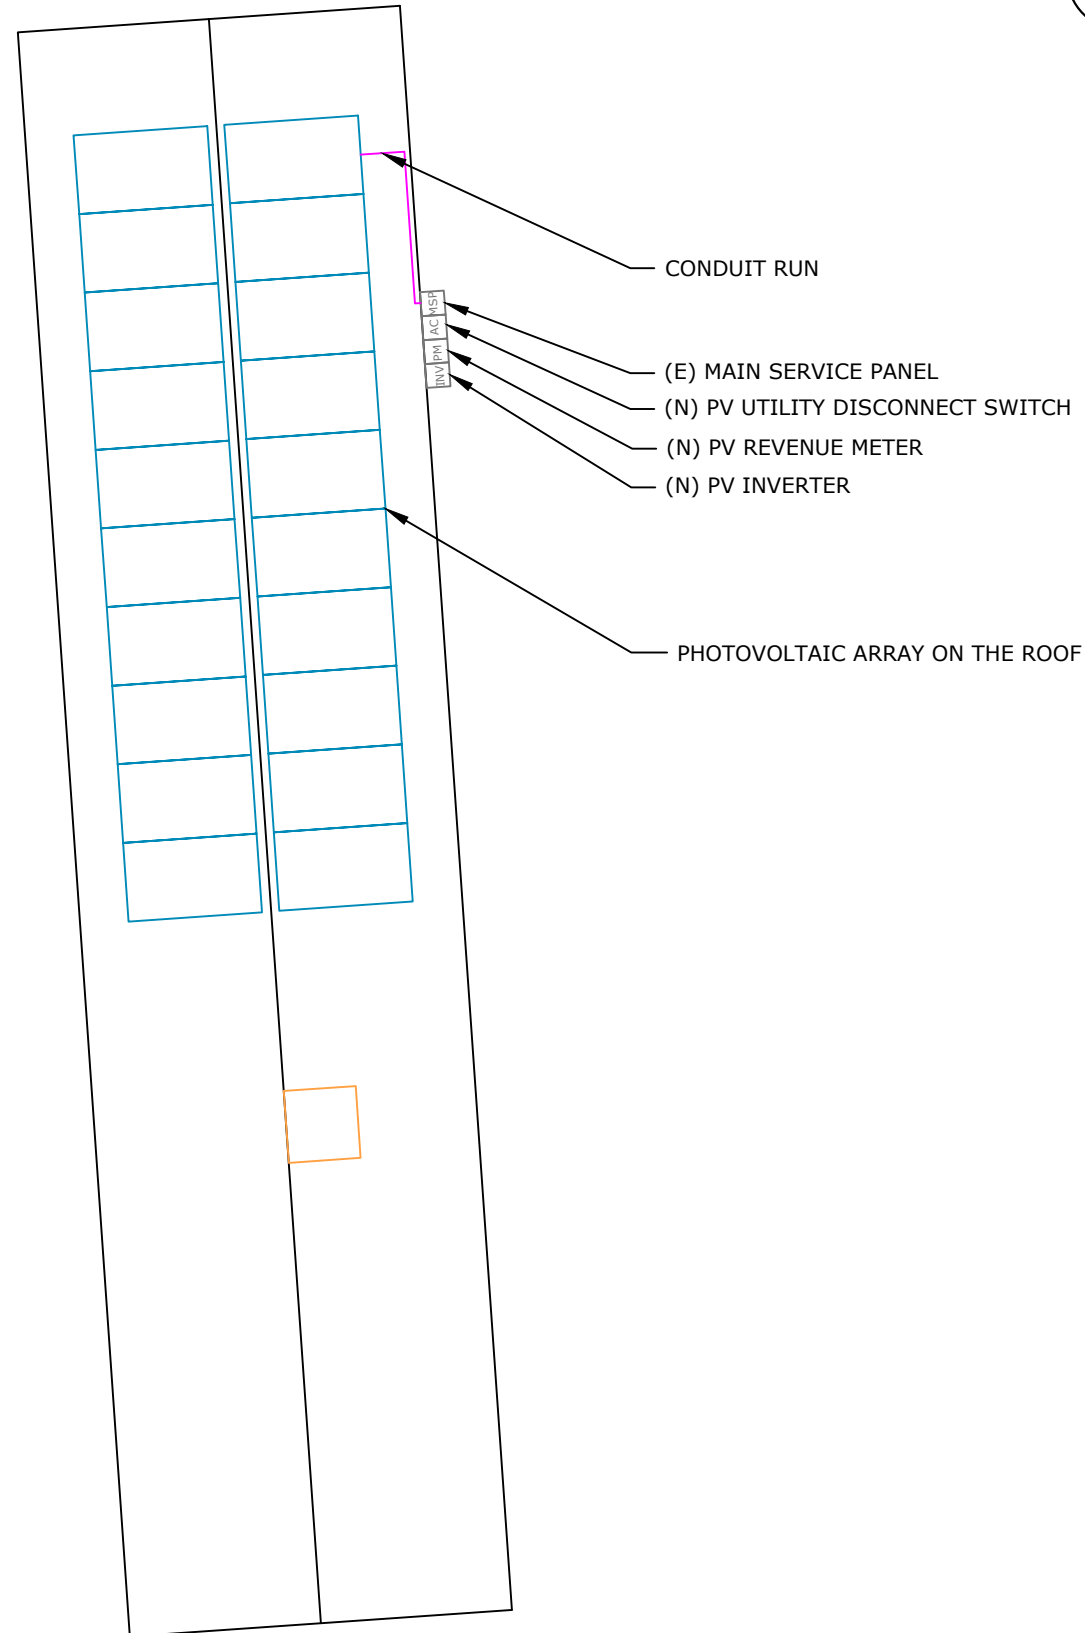 CONDUIT RUN
MSP
(E) MAIN SERVICE PANEL
AC
(N) PV UTILITY DISCONNECT SWITCH
PM
(N) PV REVENUE METER
INV
(N) PV INVERTER
PHOTOVOLTAIC ARRAY ON THE ROOF